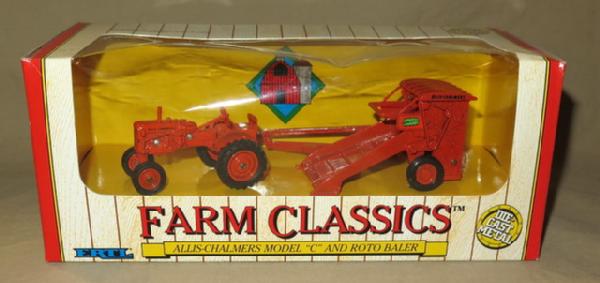 FARM CLASSICS™
ALLIS-CHALMERS MODEL "C" AND ROTO BALER
ERTL
DIE-
CAST
METAL